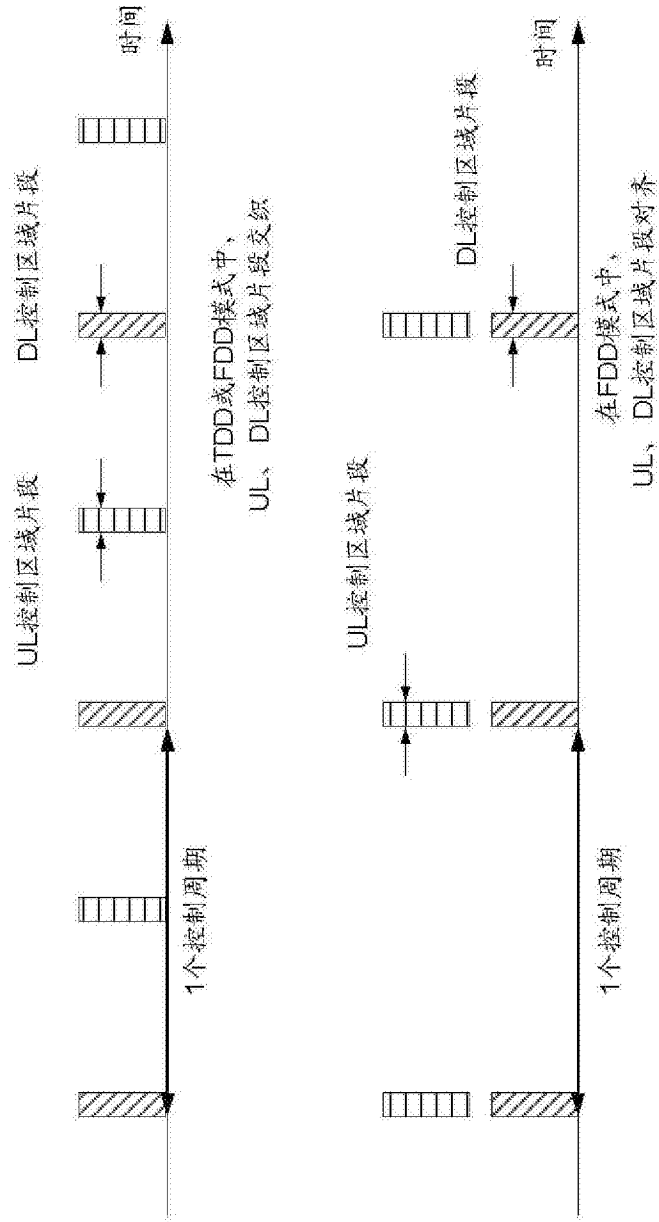 UL控制区域片段
DL控制区域片段
时间
1个控制周期
在TDD或FDD模式中、
UL、DL控制区域片段交织
UL控制区域片段
DL控制区域片段
时间
1个控制周期
在FDD模式中、
UL、DL控制区域片段对齐